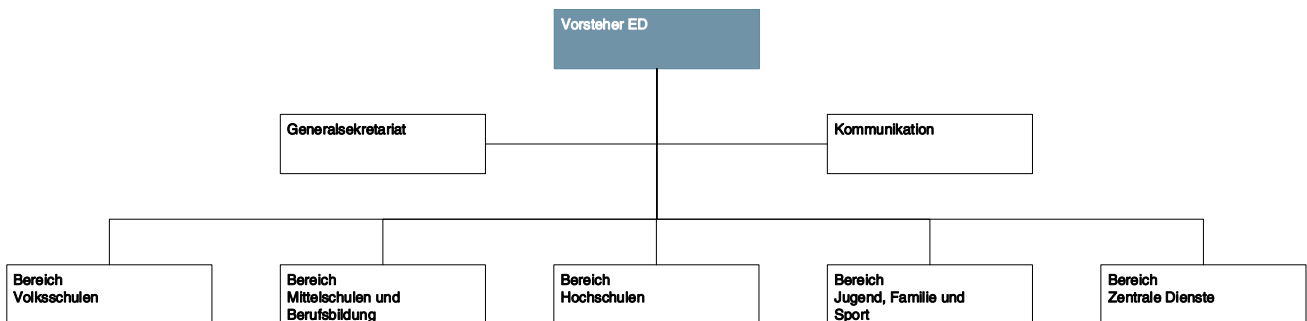 Vorsteher ED
Generalsekretariat
Kommunikation
Bereich
Volksschulen
Bereich
Mittelschulen und
Berufsbildung
Bereich
Hochschulen
Bereich
Jugend, Familie und
Sport
Bereich
Zentrale Dienste